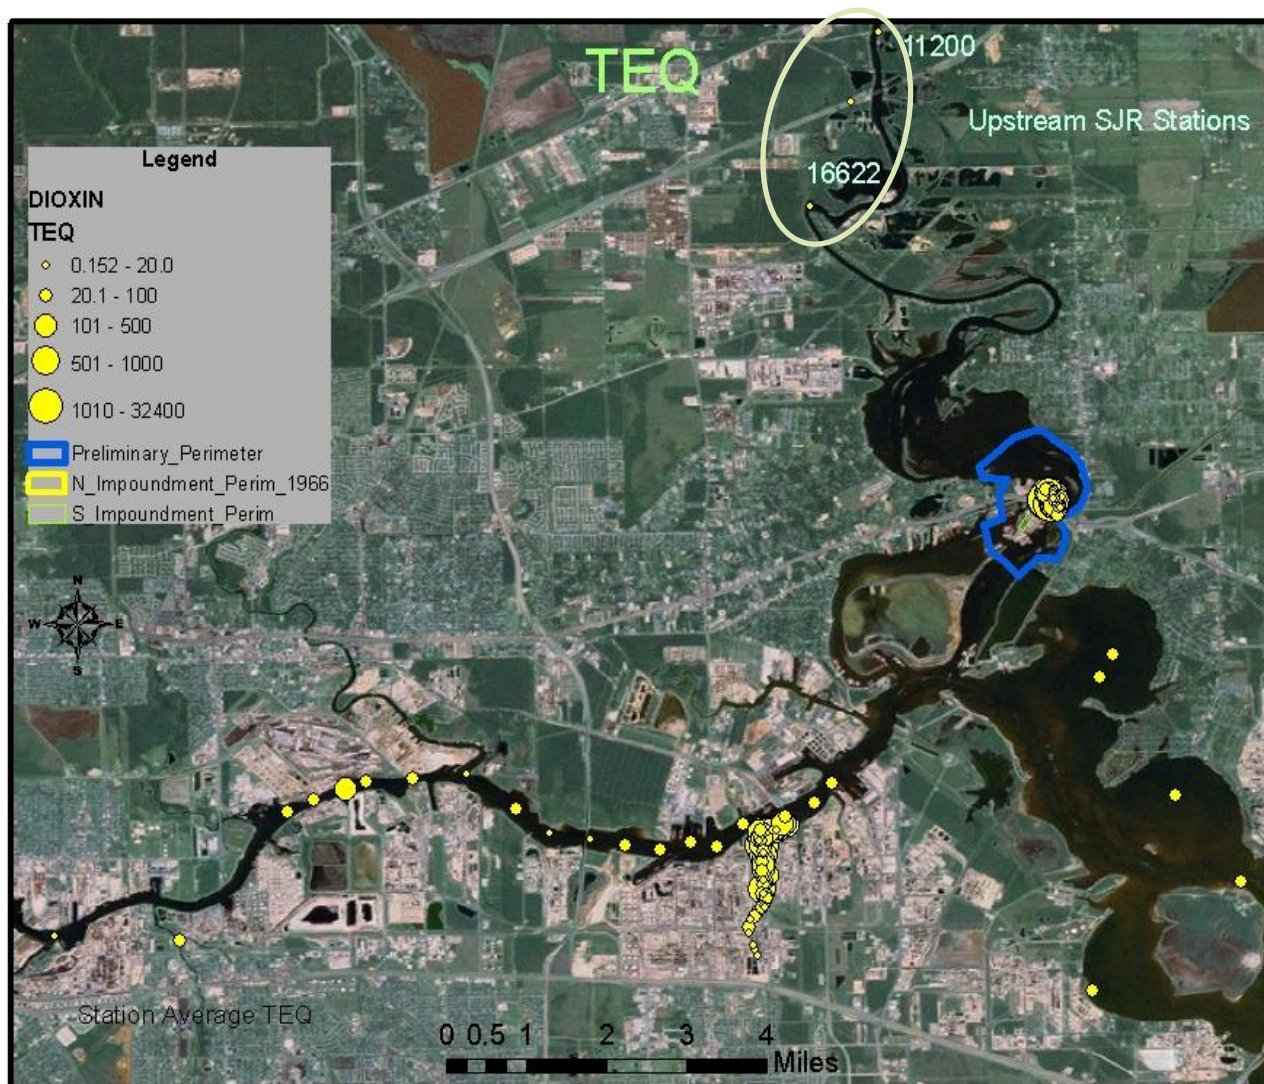 TEQ
11200
Upstream SJR Stations
16622
Legend
DIOXIN
TEQ
0.152 - 20.0
20.1 - 100
101 - 500
501 - 1000
1010 - 32400
Preliminary_Perimeter
N_Impoundment_Perim_1966
S_Impoundment_Perim
N
W E
S
Station Average TEQ
0 0.5 1 2 3 4
Miles